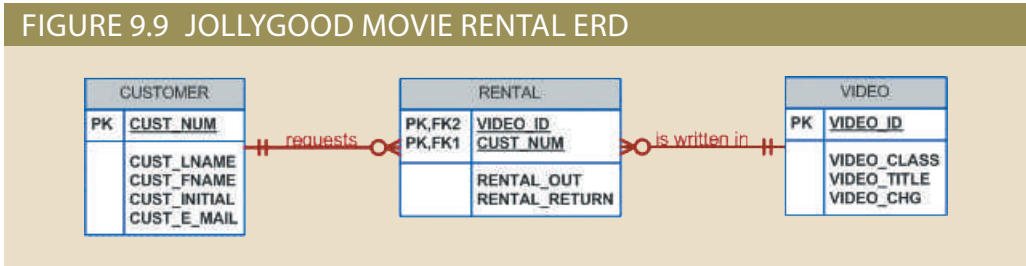 FIGURE 9.9 JOLLYGOOD MOVIE RENTAL ERD
CUSTOMER
PK CUST_NUM
CUST_LNAME
CUST_FNAME
CUST_INITIAL
CUST_E_MAIL
requests
RENTAL
PK,FK2 VIDEO_ID
PK,FK1 CUST_NUM
RENTAL_OUT
RENTAL_RETURN
is written in
VIDEO
PK VIDEO_ID
VIDEO_CLASS
VIDEO_TITLE
VIDEO_CHG